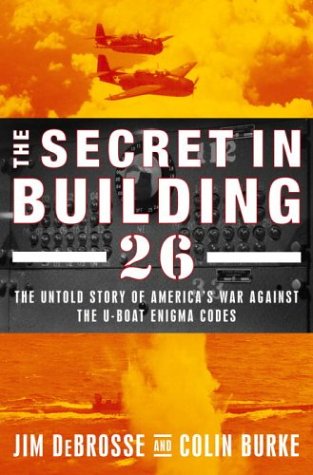 THE SECRET IN
BUILDING
26
THE UNTOLD STORY OF AMERICA'S WAR AGAINST
THE U-BOAT ENIGMA CODES
JIM DeBROSSE AND COLIN BURKE